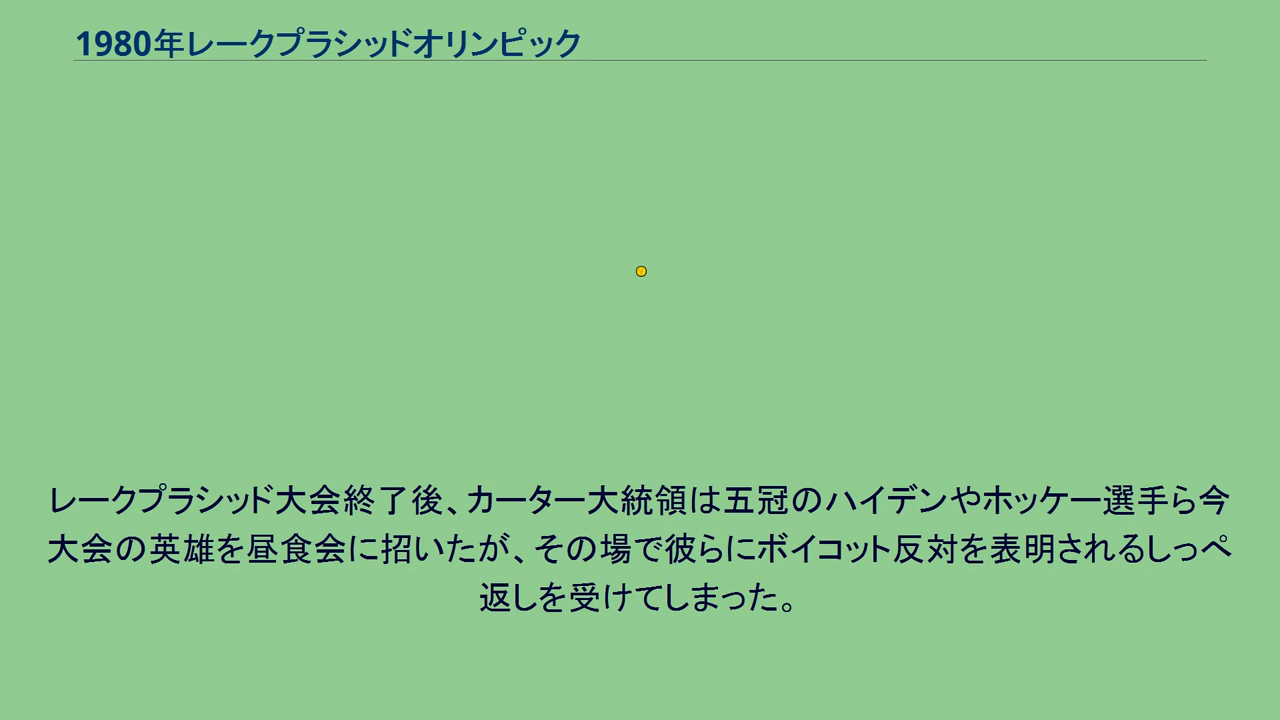 1980年レークプラシッドオリンピック
レークプラシッド大会終了後、カーター大統領は五冠のハイデンやホッケー選手ら今
大会の英雄を昼食会に招いたが、その場で彼らにボイコット反対を表明されるしっぺ
返しを受けてしまった。